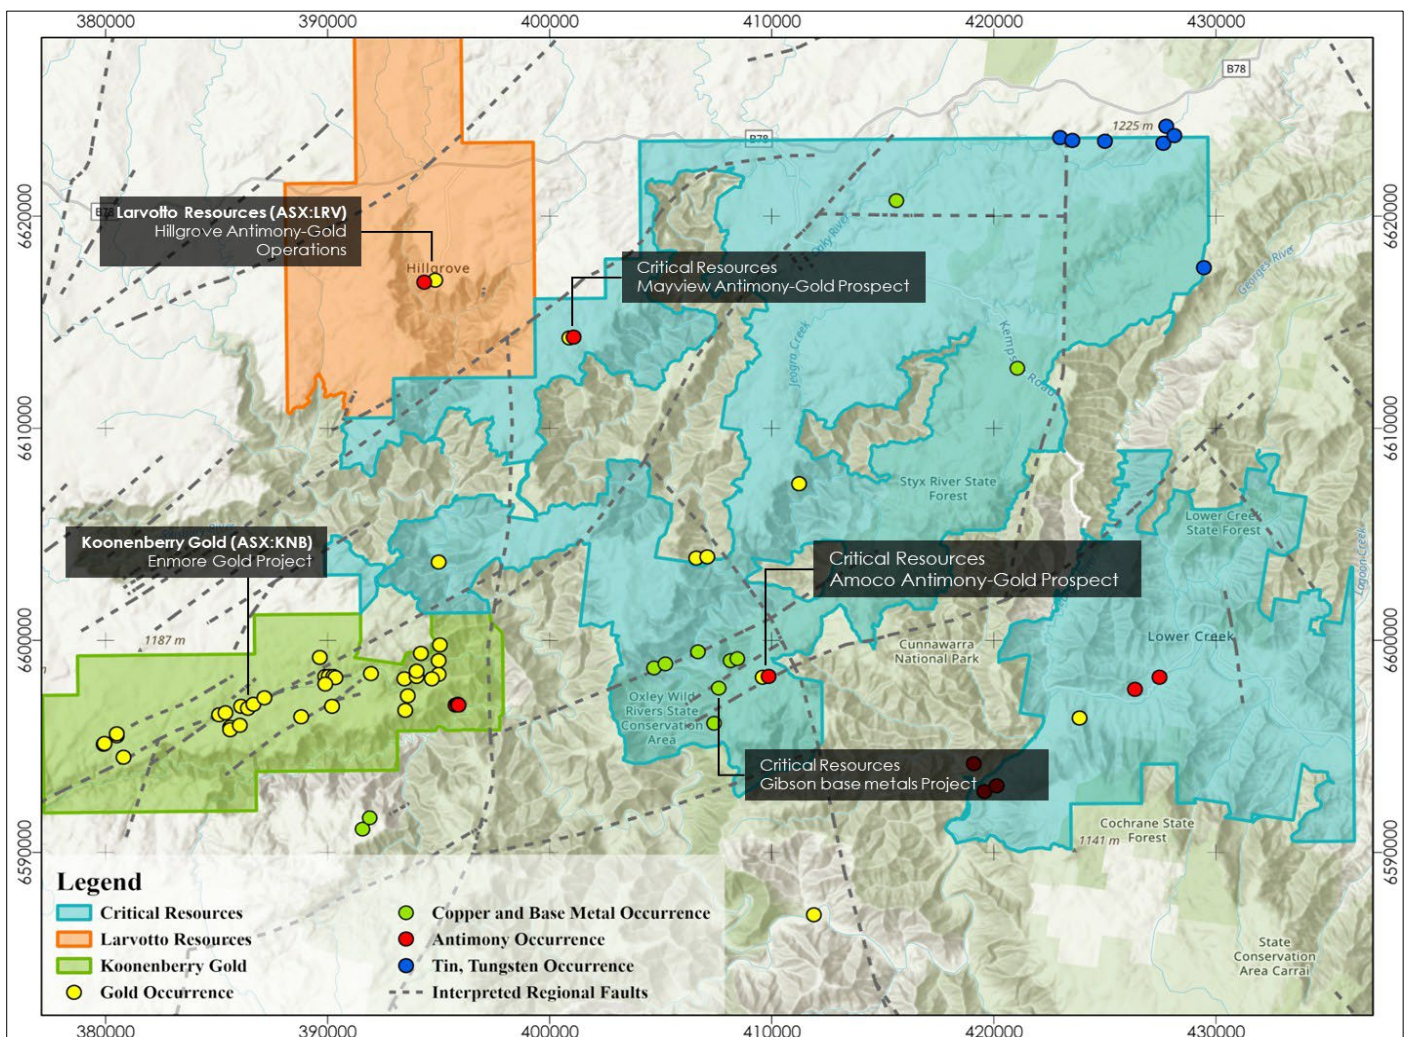 380000
390000
400000
410000
420000
430000
B78
1225 m
B78
6620000
6620000
Larvotto Resources (ASX:LRV)
Hillgrove Antimony-Gold
Operations
Oaky River
Georges River
Hillgrove
Critical Resources
Mayview Antimony-Gold Prospect
Jeogra Creek
Kemps
Road
6610000
6610000
Styx River State
Forest
Lower Creek
State Forest
Koonenberry Gold (ASX:KNB)
Enmore Gold Project
Critical Resources
Amoco Antimony-Gold Prospect
Lagoon Creek
6600000
6600000
1187 m
m
Cunnawarra
National Park
Lower Creek
Oxley Wild
Rivers State
Conservation
Area
Critical Resources
Gibson base metals Project
Cochrane State
Forest
1141 m
6590000
6590000
Legend
Critical Resources
Larvotto Resources
Koonenberry Gold
Gold Occurrence
Copper and Base Metal Occurrence
Antimony Occurrence
Tin, Tungsten Occurrence
Interpreted Regional Faults
State
Conservation
Area Carrai
380000
390000
400000
410000
420000
430000